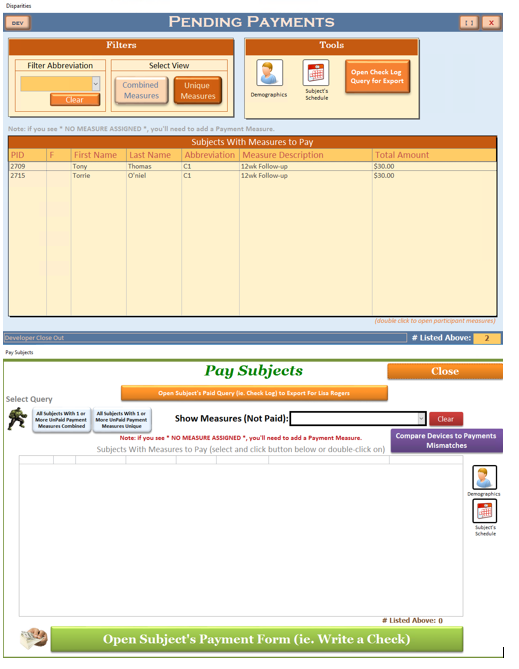 Disparities
DEV
Pending Payments
[ ]
X
Filters
Filter Abbreviation
Clear
Select View
Combined
Measures
Unique
Measures
Tools
Demographics
Subject's
Schedule
Open Check Log
Query for Export
Note: if you see * NO MEASURE ASSIGNED *, you'll need to add a Payment Measure.
Subjects With Measures to Pay
PID F First Name Last Name Abbreviation Measure Description Total Amount
2709 Tony Thomas C1 12wk Follow-up $30.00
2715 Torrie O'niel C1 12wk Follow-up $30.00
(double click to open participant measures)
Developer Close Out
# Listed Above: 2
Pay Subjects
Pay Subjects
Close
Open Subject's Paid Query (ie. Check Log) to Export For Lisa Rogers
Select Query
All Subjects With 1 or
More UnPaid Payment
Measures Combined
All Subjects With 1 or
More UnPaid Payment
Measures Unique
Show Measures (Not Paid):
Clear
Note: if you see * NO MEASURE ASSIGNED *, you'll need to add a Payment Measure.
Compare Devices to Payments
Mismatches
Subjects With Measures to Pay (select and click button below or double-click on)
Demographics
Subject's
Schedule
# Listed Above: 0
Open Subject's Payment Form (ie. Write a Check)